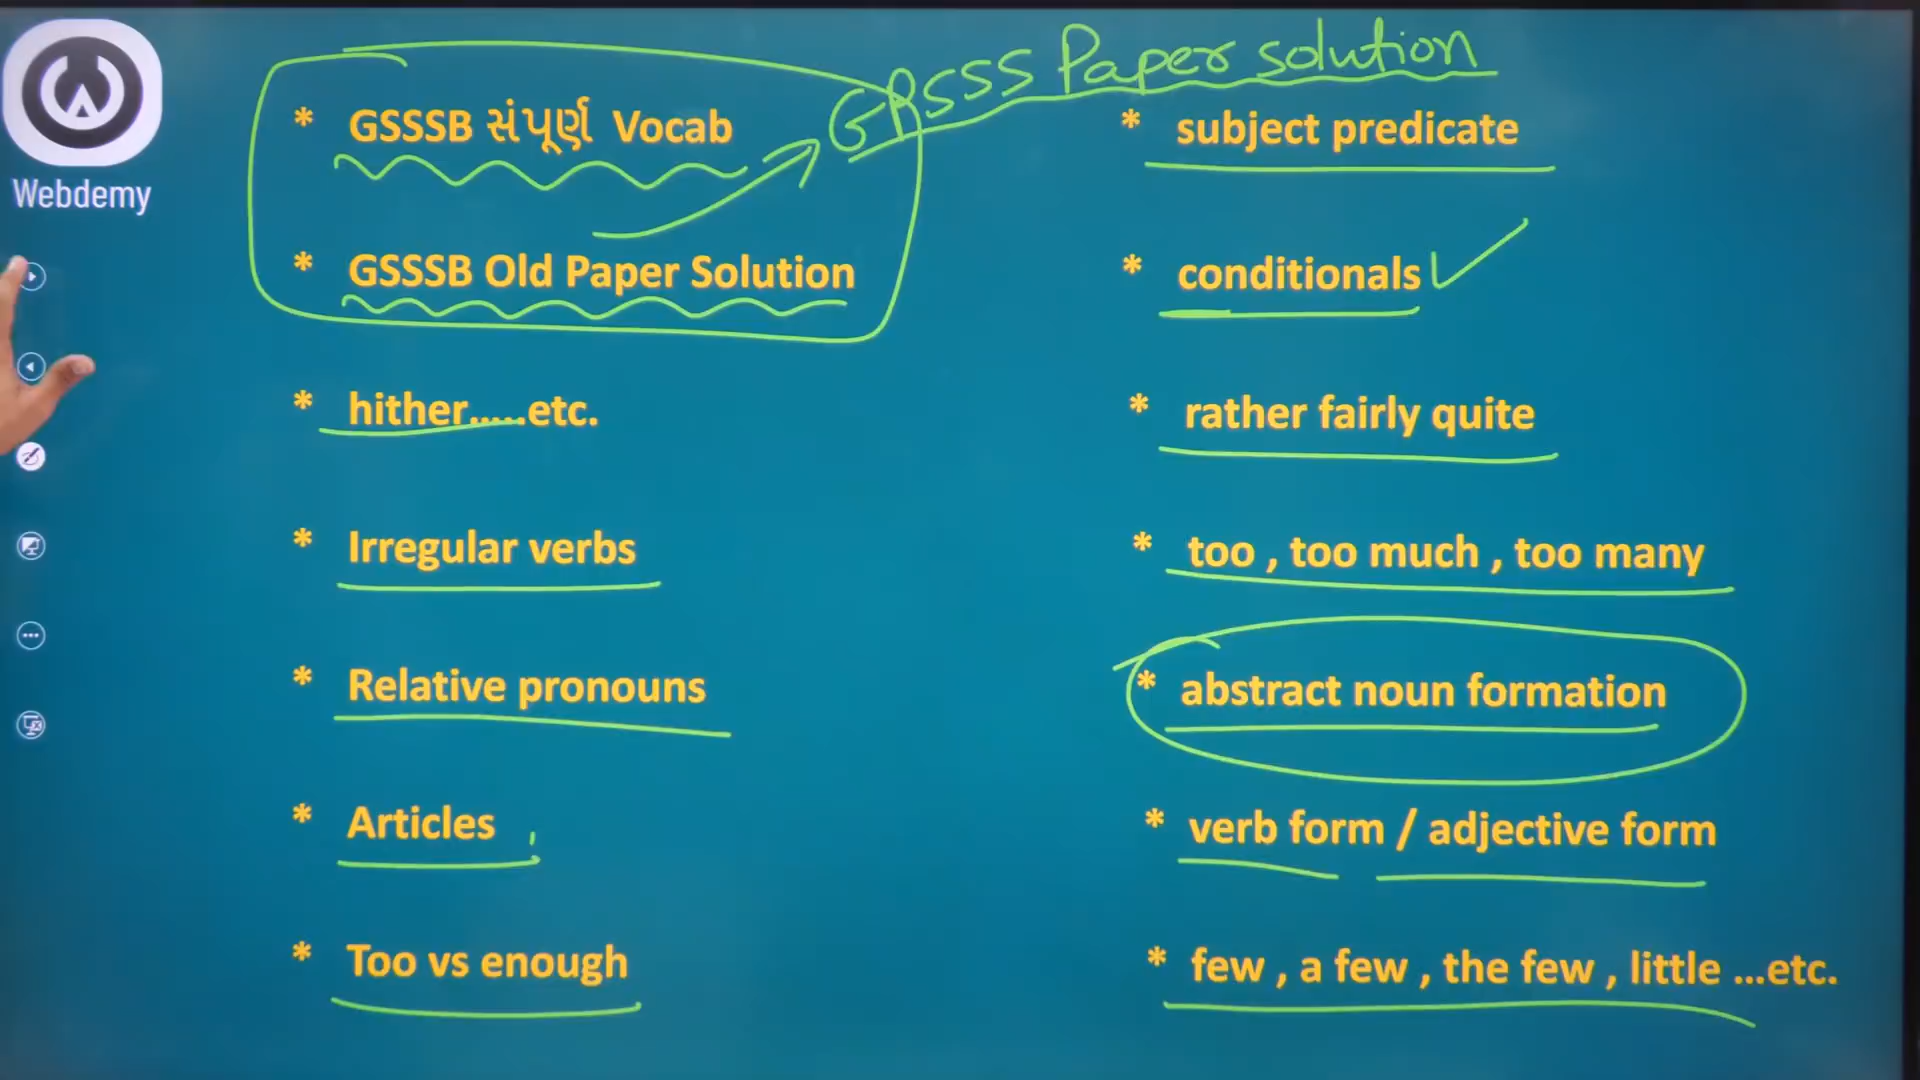 Webdemy
GPSSS Paper solution
* GSSSB સંપૂર્ણ Vocab
* GSSSB Old Paper Solution
* hither.....etc.
* Irregular verbs
* Relative pronouns
* Articles
* Too vs enough
* subject predicate
* conditionals
* rather fairly quite
* too , too much , too many
* abstract noun formation
* verb form / adjective form
* few , a few , the few , little ...etc.